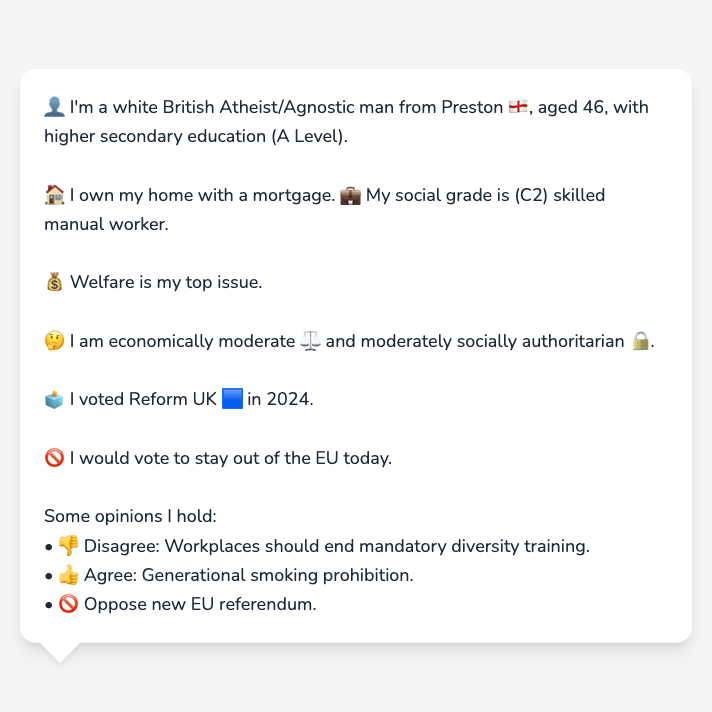 👤 I'm a white British Atheist/Agnostic man from Preston 🏴󠁧󠁢󠁥󠁮󠁧󠁿, aged 46, with
higher secondary education (A Level).
🏠 I own my home with a mortgage. 💼 My social grade is (C2) skilled
manual worker.
💰 Welfare is my top issue.
🤔 I am economically moderate ⚖️ and moderately socially authoritarian 🔒.
🗳️ I voted Reform UK 🟦 in 2024.
🚫 I would vote to stay out of the EU today.
Some opinions I hold:
• 👎 Disagree: Workplaces should end mandatory diversity training.
• 👍 Agree: Generational smoking prohibition.
• 🚫 Oppose new EU referendum.